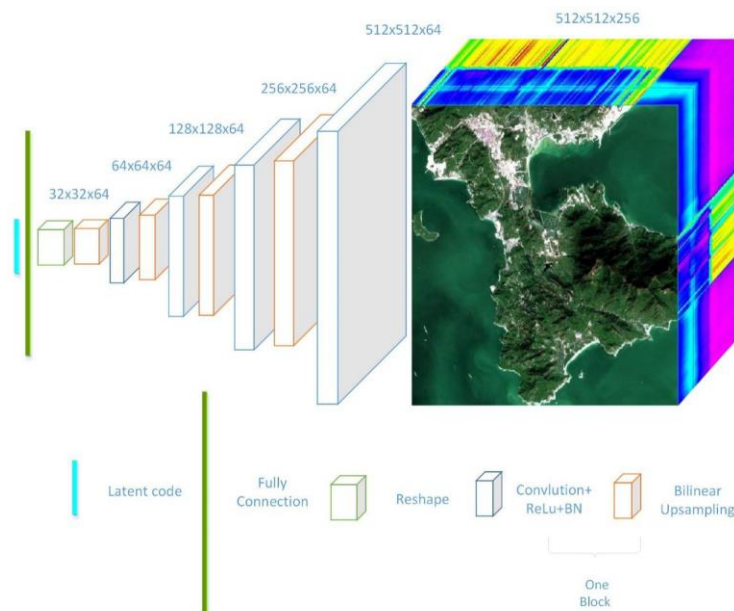 512x512x64
512x512x256
256x256x64
128x128x64
64x64x64
32x32x64
Latent code
Fully
Connection
Reshape
Convlution+
ReLu+BN
Bilinear
Upsampling
One
Block